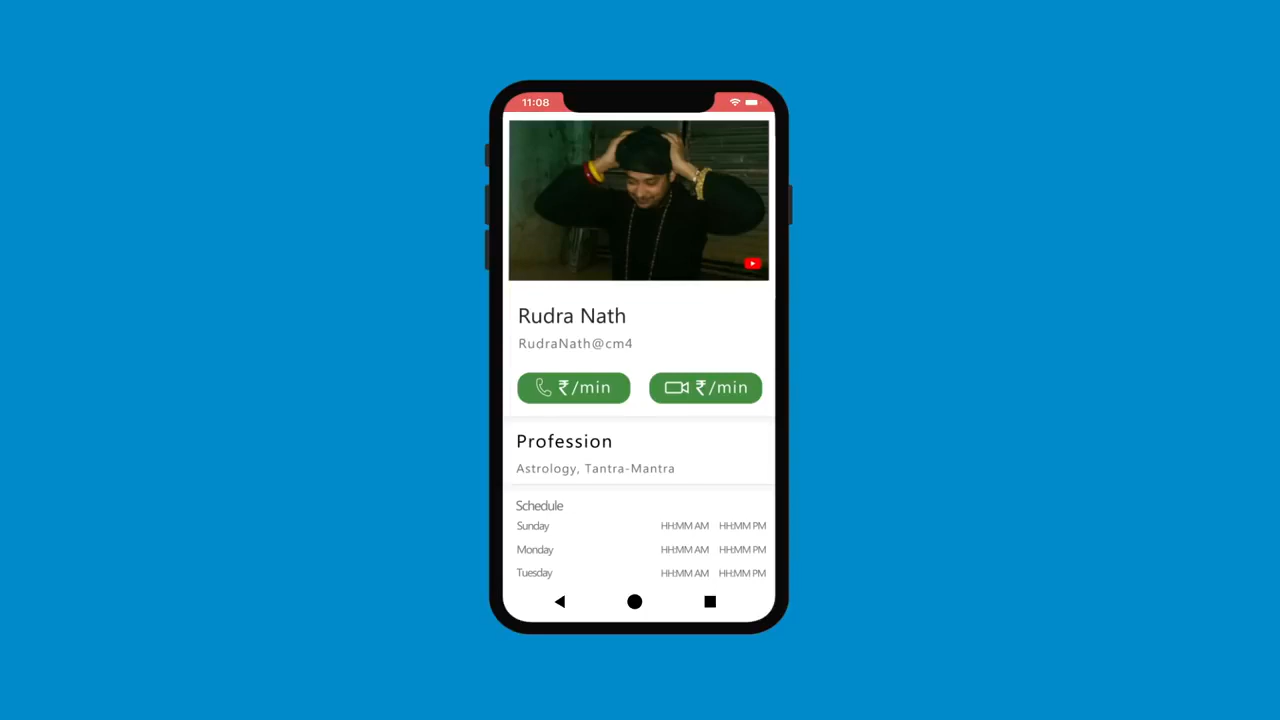 11:08
Rudra Nath
RudraNath@cm4
₹/min ₹/min
Profession
Astrology, Tantra-Mantra
Schedule
Sunday HH:MM AM HH:MM PM
Monday HH:MM AM HH:MM PM
Tuesday HH:MM AM HH:MM PM